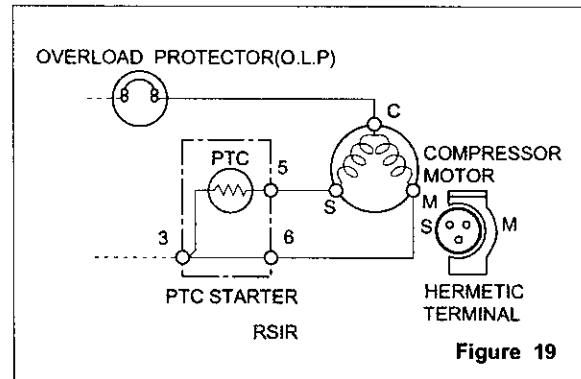 OVERLOAD PROTECTOR(O.L.P)
C
PTC
5
COMPRESSOR
MOTOR
S
M
3
6
S
M
PTC STARTER
HERMETIC
TERMINAL
RSIR
Figure 19